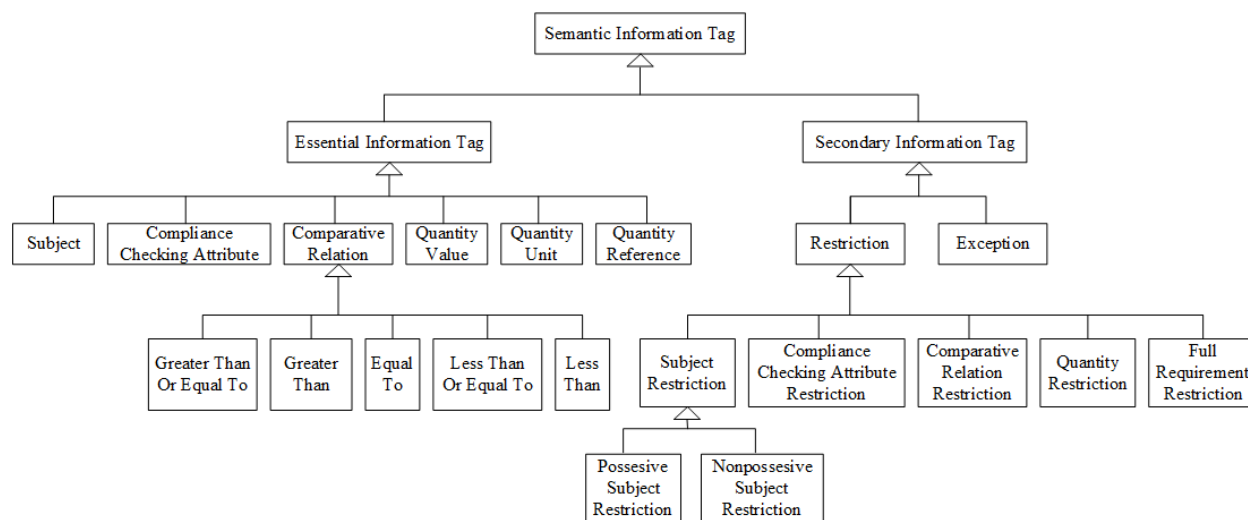 Semantic Information Tag
Essential Information Tag
Secondary Information Tag
Subject
Compliance
Checking Attribute
Comparative
Relation
Quantity
Value
Quantity
Unit
Quantity
Reference
Restriction
Exception
Greater Than
Or Equal To
Greater
Than
Equal
To
Less Than
Or Equal To
Less
Than
Subject
Restriction
Compliance
Checking Attribute
Restriction
Comparative
Relation
Restriction
Quantity
Restriction
Full
Requirement
Restriction
Possesive
Subject
Restriction
Nonpossesive
Subject
Restriction